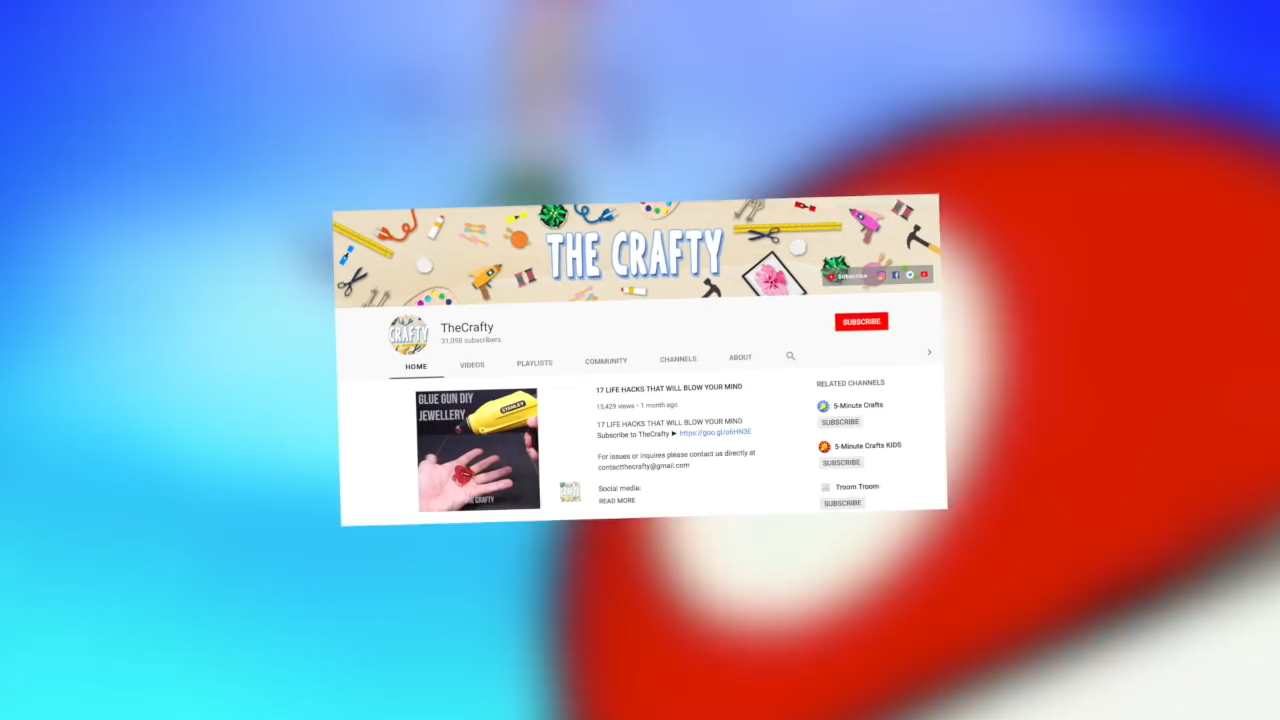 THE CRAFTY
Subscribe
TheCrafty
31,098 subscribers
SUBSCRIBE
HOME VIDEOS PLAYLISTS COMMUNITY CHANNELS ABOUT
GLUE GUN DIY
JEWELLERY
STANLEY
THE CRAFTY
17 LIFE HACKS THAT WILL BLOW YOUR MIND
15,429 views • 1 month ago
17 LIFE HACKS THAT WILL BLOW YOUR MIND
Subscribe to TheCrafty ▶ https://goo.gl/o6HN3E
For issues or inquires please contact us directly at
contactthecrafty@gmail.com
Social media:
READ MORE
RELATED CHANNELS
5-Minute Crafts
SUBSCRIBE
5-Minute Crafts KIDS
SUBSCRIBE
Troom Troom
SUBSCRIBE
CRAFTY